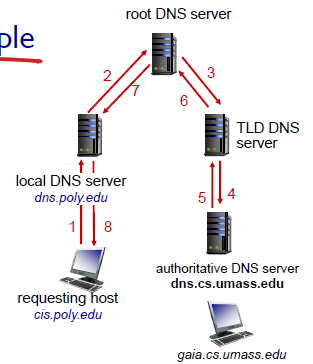 ple
root DNS server
2
3
7
6
TLD DNS
server
local DNS server
dns.poly.edu
5
4
1
8
authoritative DNS server
dns.cs.umass.edu
requesting host
cis.poly.edu
gaia.cs.umass.edu